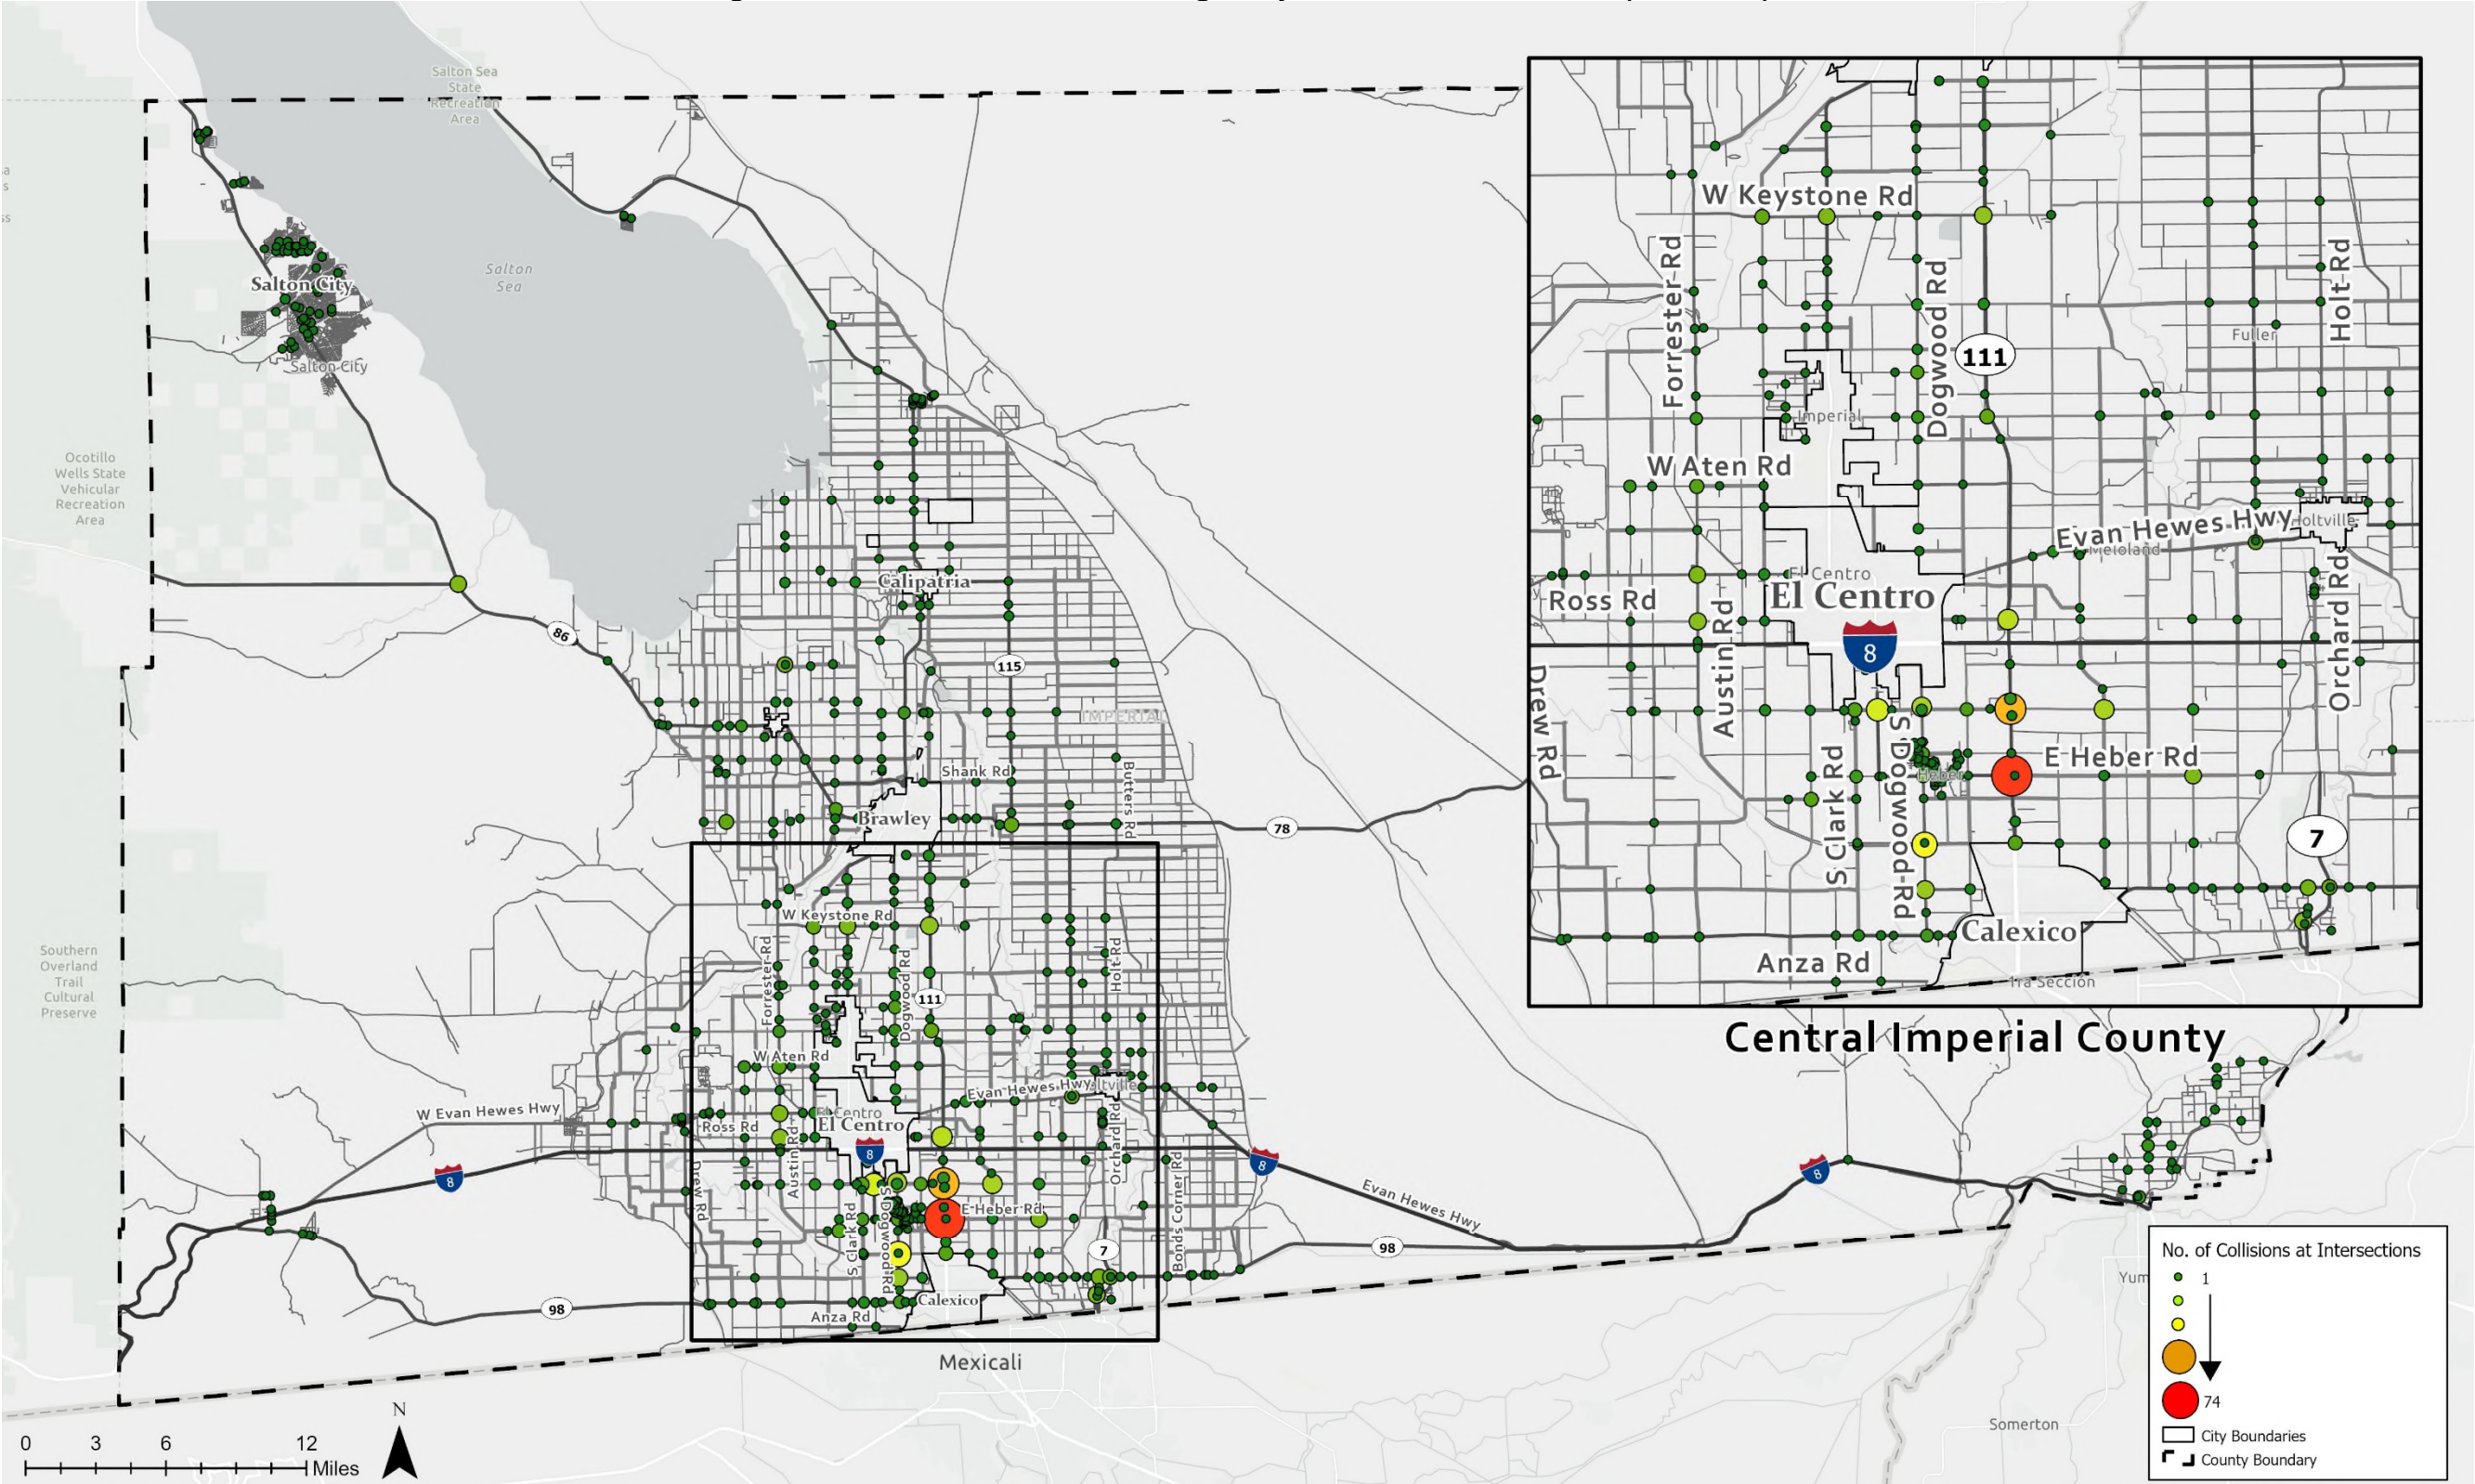 Salton Sea
State
Recreation
Area
Salton
Sea
Salton City
Salton City
Ocotillo
Wells State
Vehicular
Recreation
Area
86
Calipatria
115
IMPERIAL
Shank Rd
Butters Rd
Brawley
78
W Keystone Rd
Forrester-Rd
Dogwood Rd
Holt-Rd
111
Southern
Overland
Trail
Cultural
Preserve
W Aten Rd
Evan Hewes Hwy
W Evan Hewes Hwy
El Centro
El Centro
Ross Rd
Austin Rd
Orchard Rd
8
8
8
8
Drew Rd
Evan Hewes Hwy
E-Heber Rd
S Clark Rd
S Dogwood-Rd
Bonds Corner Rd
7
98
98
Calexico
Anza Rd
Mexicali
0 3 6 12
Miles
N
W Keystone Rd
Forrester-Rd
Dogwood Rd
Holt-Rd
111
Fuller
Imperial
W Aten Rd
Evan Hewes Hwy
Holtville
Meloland
El Centro
El Centro
Ross Rd
Austin Rd
Orchard Rd
8
Drew Rd
S Clark Rd
S Dogwood-Rd
E Heber Rd
Heber
7
Calexico
Anza Rd
1ra Sección
Central Imperial County
Somerton
No. of Collisions at Intersections
1
74
City Boundaries
County Boundary